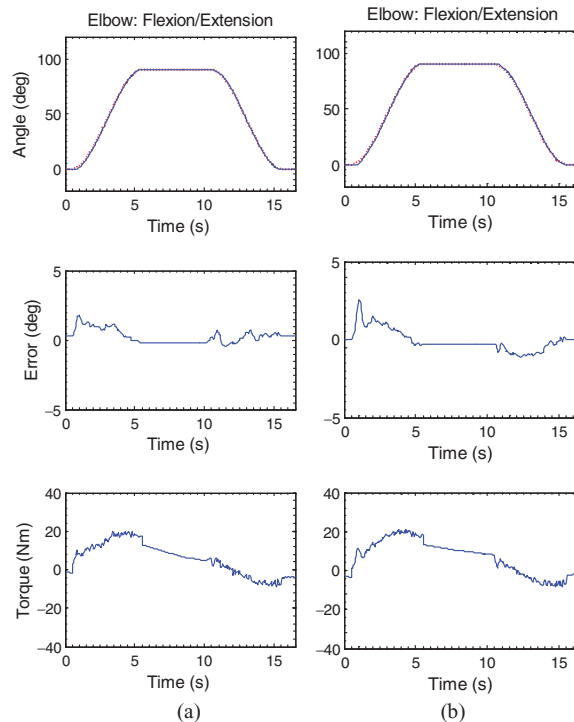 Elbow: Flexion/Extension
Elbow: Flexion/Extension
Angle (deg)
100
50
0
0 5 10 15
Time (s)
100
50
0
0 5 10 15
Time (s)
Error (deg)
5
0
−5
0 5 10 15
Time (s)
5
0
−5
0 5 10 15
Time (s)
Torque (Nm)
40
20
0
−20
−40
0 5 10 15
Time (s)
40
20
0
−20
−40
0 5 10 15
Time (s)
(a)
(b)